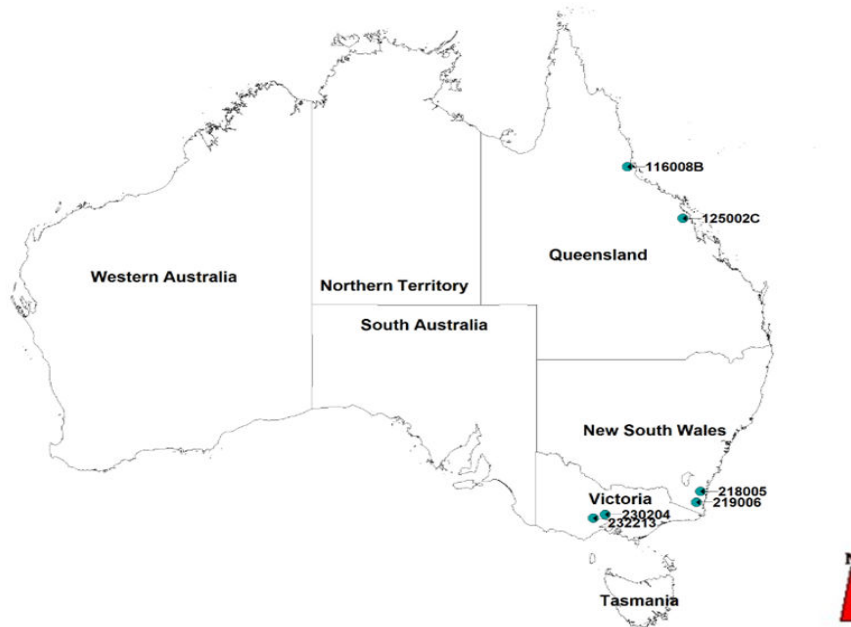 116008B
125002C
Queensland
Western Australia
Northern Territory
South Australia
New South Wales
218005
219006
Victoria
230204
232213
Tasmania
N